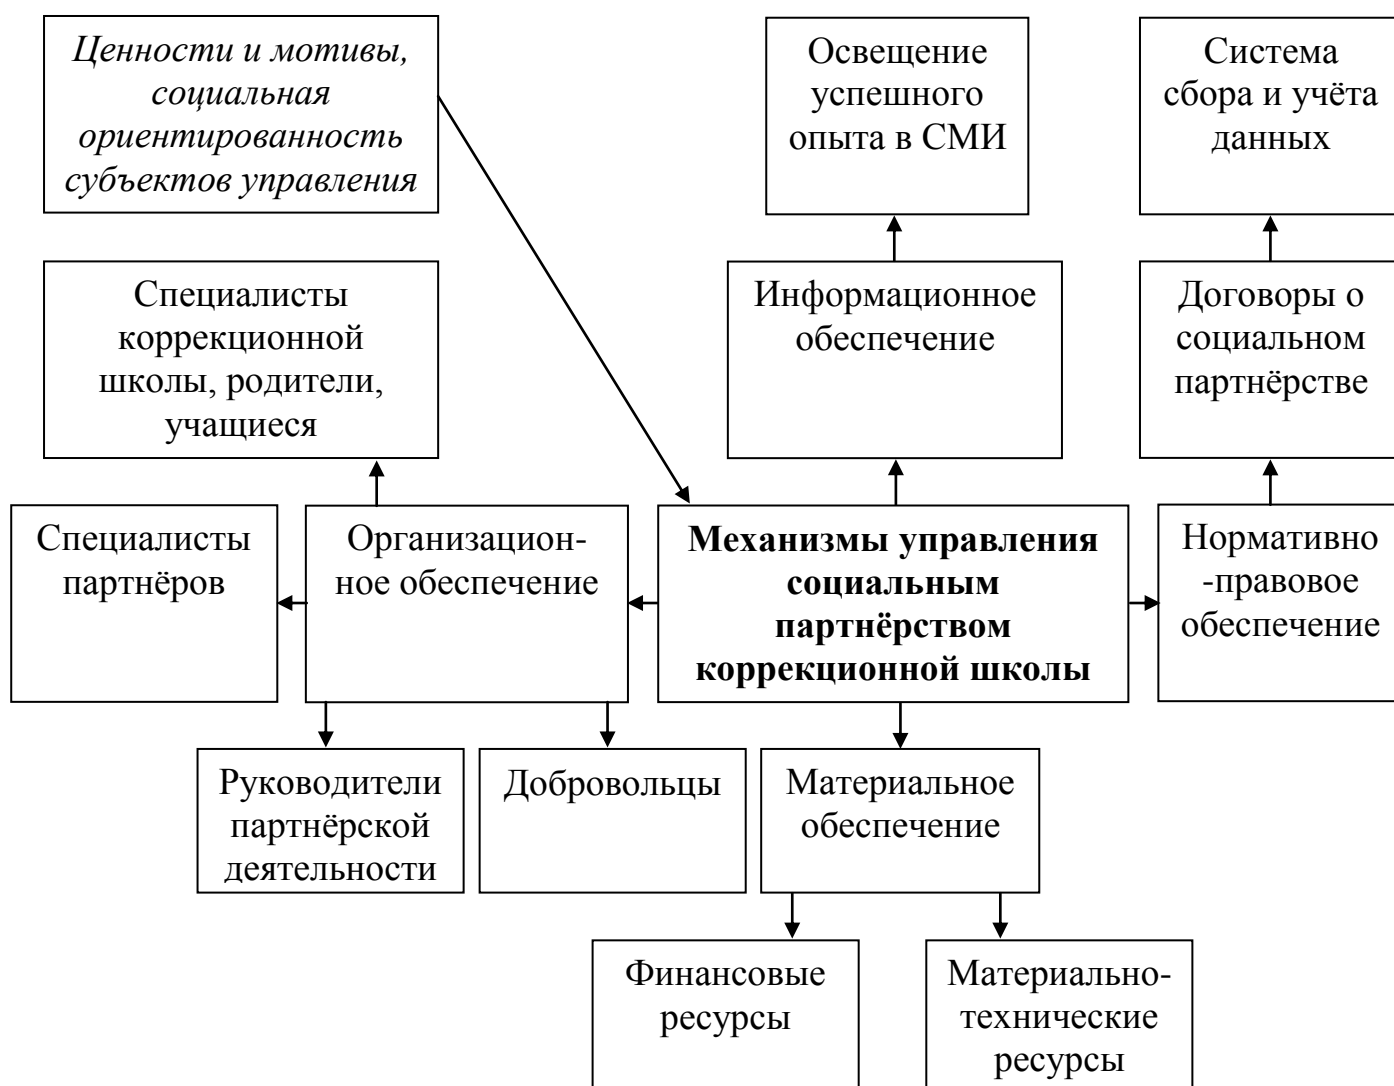 Ценности и мотивы,
социальная
ориентированность
субъектов управления
Освещение
успешного
опыта в СМИ
Система
сбора и учёта
данных
Специалисты
коррекционной
школы, родители,
учащиеся
Информационное
обеспечение
Договоры о
социальном
партнёрстве
Специалисты
партнёров
Организацион-
ное обеспечение
Механизмы управления
социальным
партнёрством
коррекционной школы
Нормативно
-правовое
обеспечение
Руководители
партнёрской
деятельности
Добровольцы
Материальное
обеспечение
Финансовые
ресурсы
Материально-
технические
ресурсы